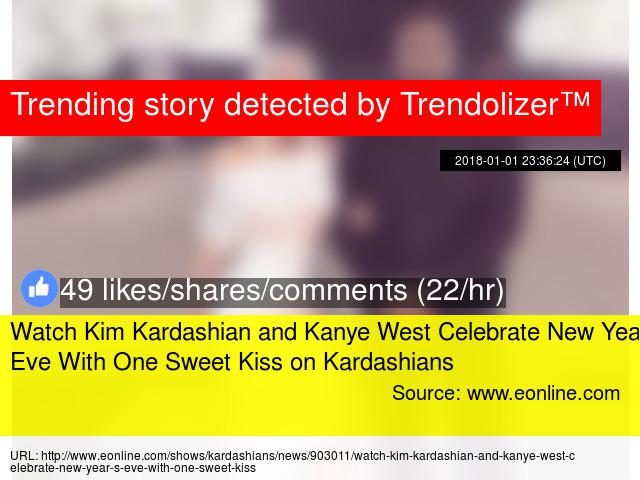 Trending story detected by Trendolizer™
2018-01-01 23:36:24 (UTC)
49 likes/shares/comments (22/hr)
Watch Kim Kardashian and Kanye West Celebrate New Yea
Eve With One Sweet Kiss on Kardashians
Source: www.eonline.com
URL: http://www.eonline.com/shows/kardashians/news/903011/watch-kim-kardashian-and-kanye-west-c
elebrate-new-year-s-eve-with-one-sweet-kiss